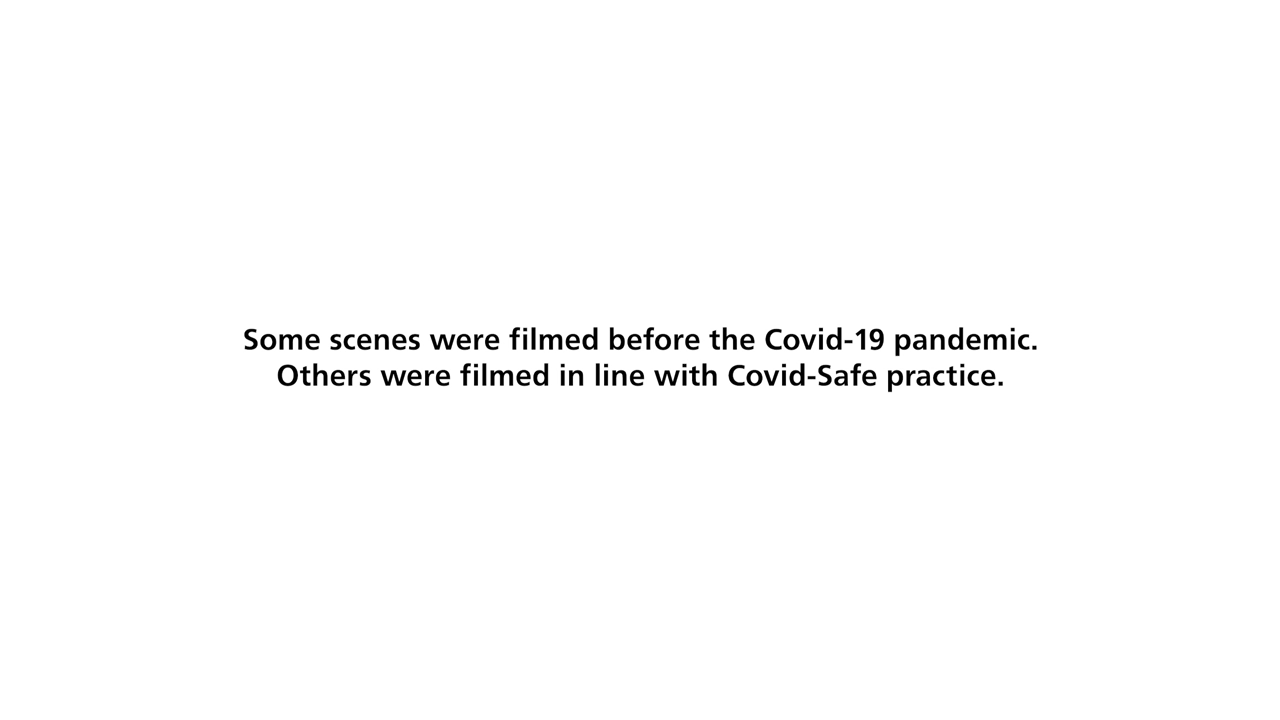 Some scenes were filmed before the Covid-19 pandemic.
Others were filmed in line with Covid-Safe practice.